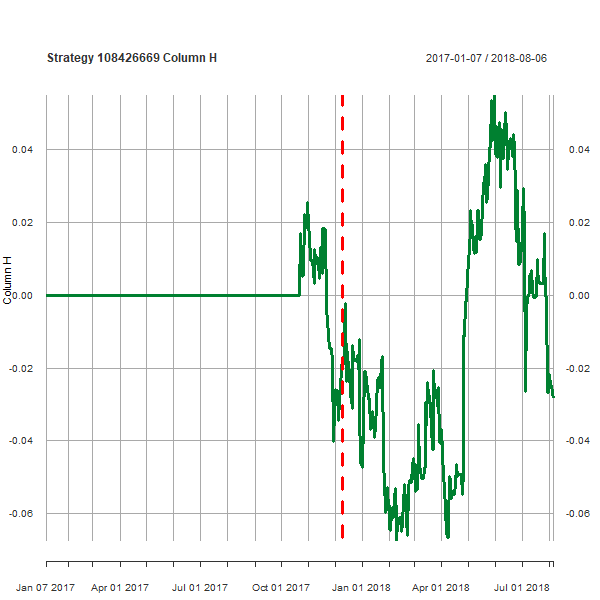 Strategy 108426669 Column H
2017-01-07 / 2018-08-06
Column H
0.04
0.02
0.00
-0.02
-0.04
-0.06
0.04
0.02
0.00
-0.02
-0.04
-0.06
Jan 07 2017
Apr 01 2017
Jul 01 2017
Oct 01 2017
Jan 01 2018
Apr 01 2018
Jul 01 2018